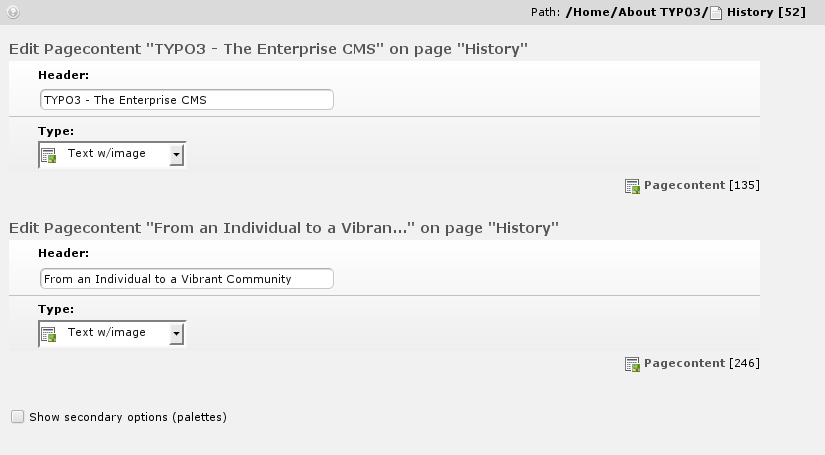 Path: /Home/About TYPO3/ History [52]
Edit Pagecontent "TYPO3 - The Enterprise CMS" on page "History"
Header:
TYPO3 - The Enterprise CMS
Type:
Text w/image
Pagecontent [135]
Edit Pagecontent "From an Individual to a Vibran..." on page "History"
Header:
From an Individual to a Vibrant Community
Type:
Text w/image
Pagecontent [246]
Show secondary options (palettes)